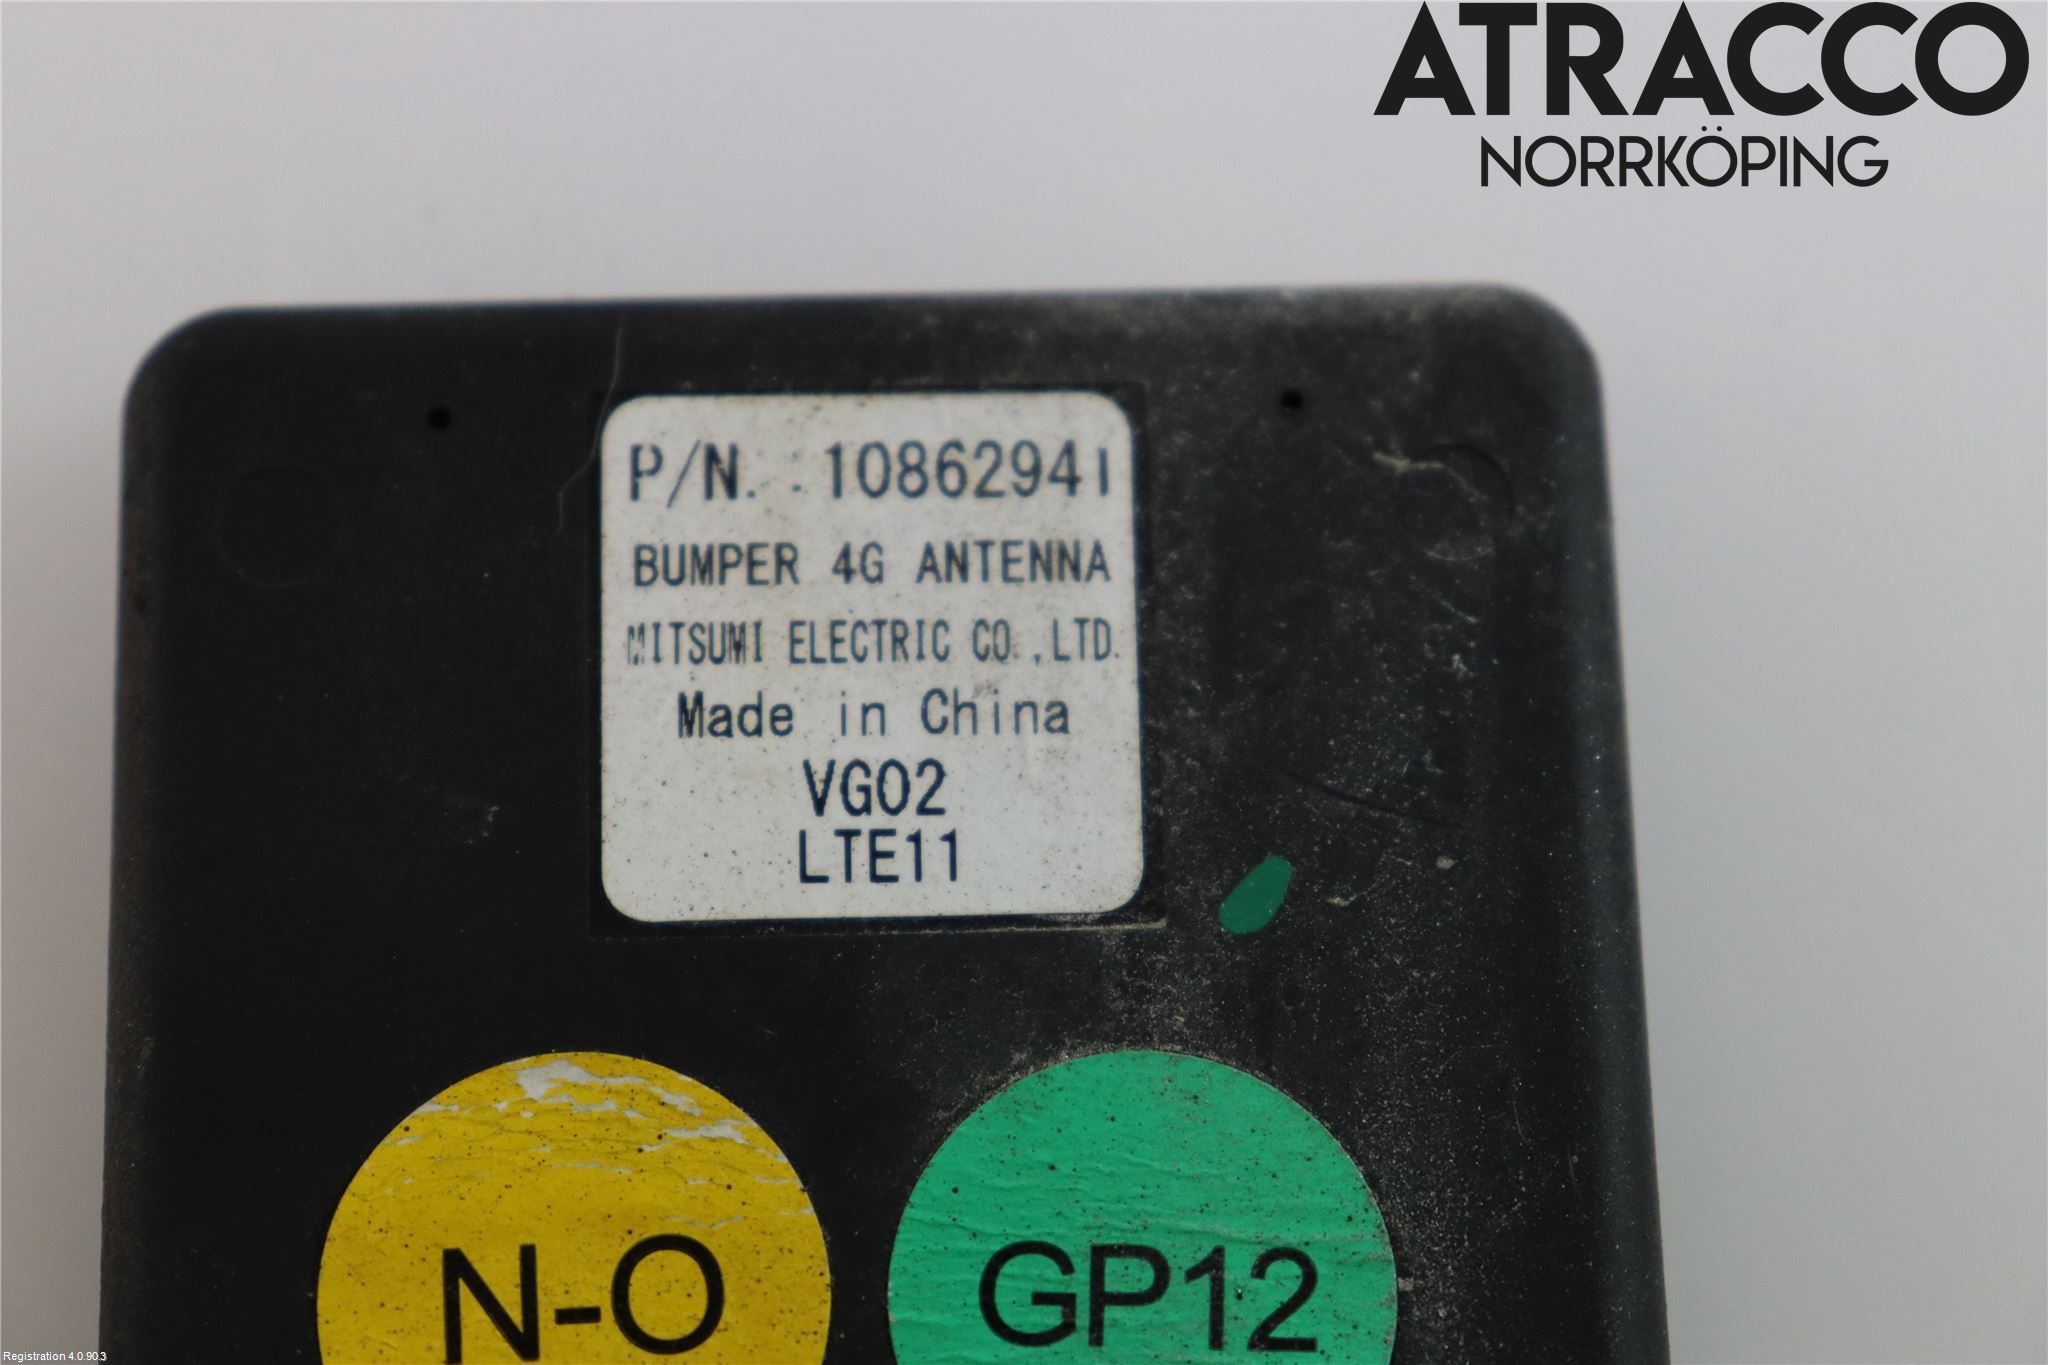 ATRACCO
NORRKÖPING
P/N. : 10862941
BUMPER 4G ANTENNA
MITSUMI ELECTRIC CO.,LTD.
Made in China
VG02
LTE11
N-O
GP12
Registration 4.0.90.3